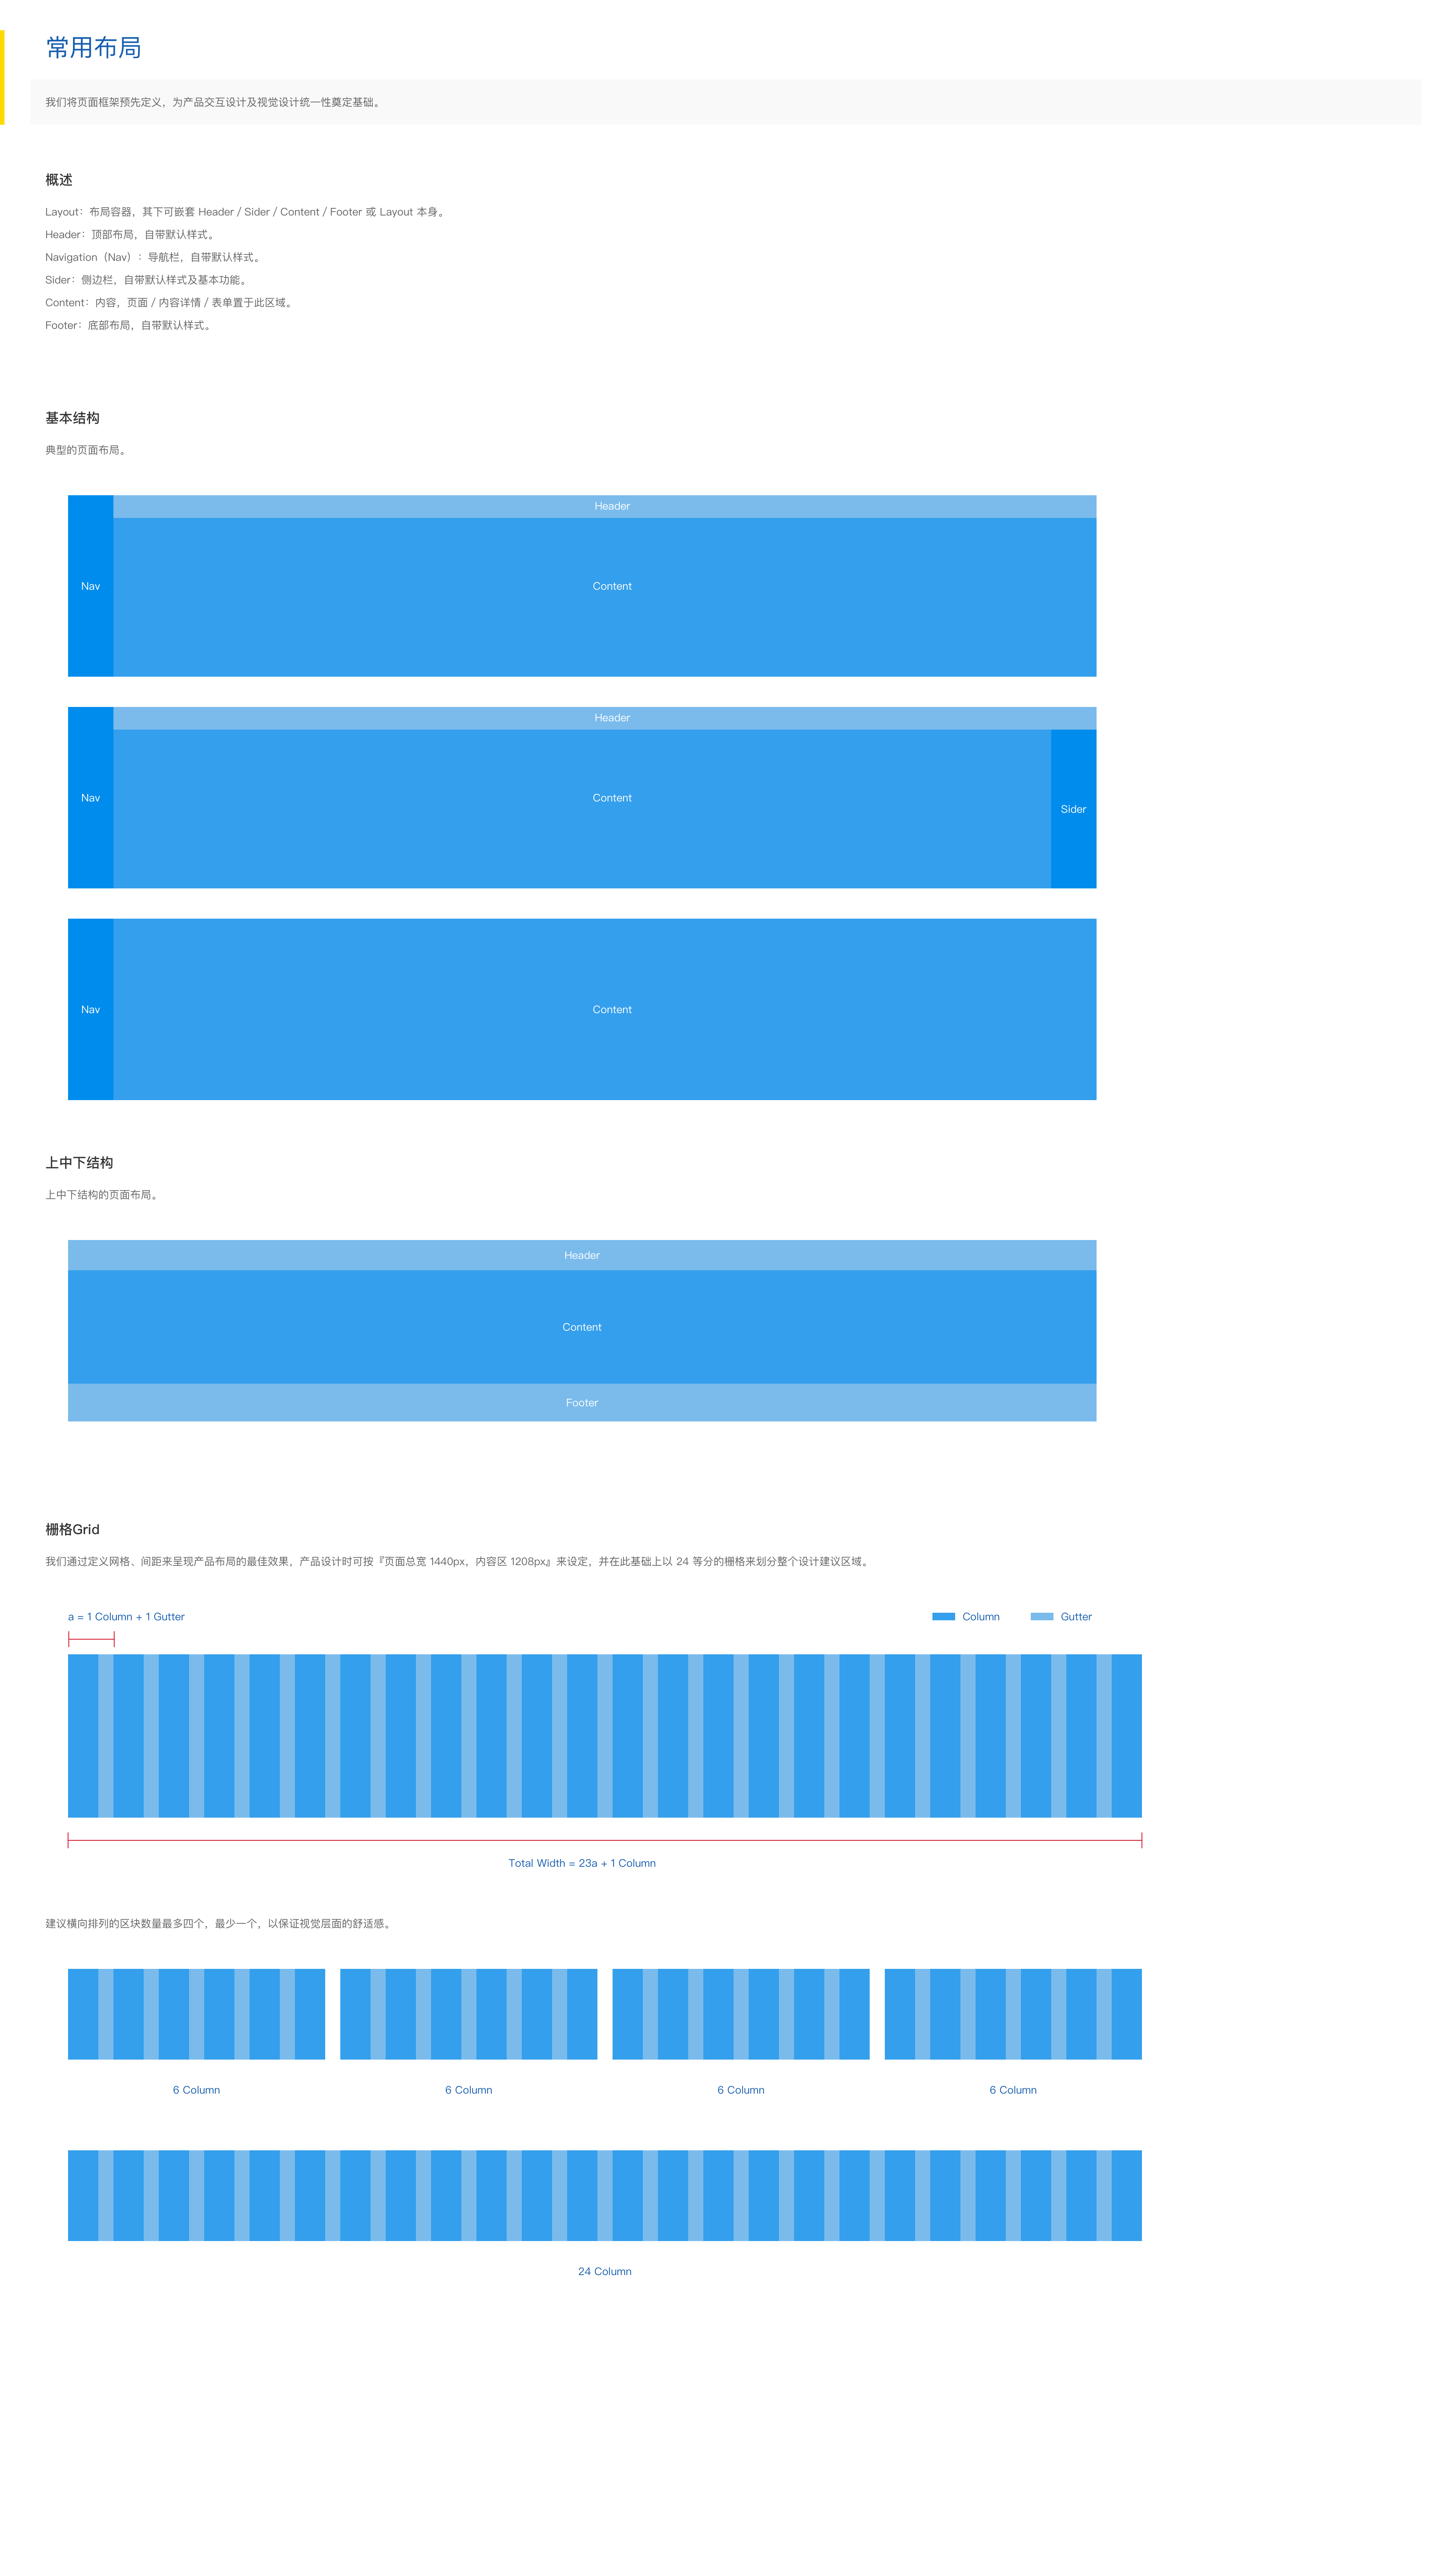 常用布局
我们将页面框架预先定义，为产品交互设计及视觉设计统一性奠定基础。
概述
Layout：布局容器，其下可嵌套 Header / Sider / Content / Footer 或 Layout 本身。
Header：顶部布局，自带默认样式。
Navigation（Nav）：导航栏，自带默认样式。
Sider：侧边栏，自带默认样式及基本功能。
Content：内容，页面 / 内容详情 / 表单置于此区域。
Footer：底部布局，自带默认样式。
基本结构
典型的页面布局。
Header
Nav
Content
Header
Nav
Content
Sider
Nav
Content
上中下结构
上中下结构的页面布局。
Header
Content
Footer
栅格Grid
我们通过定义网格、间距来呈现产品布局的最佳效果，产品设计时可按『页面总宽 1440px，内容区 1208px』来设定，并在此基础上以 24 等分的栅格来划分整个设计建议区域。
a = 1 Column + 1 Gutter
Column
Gutter
Total Width = 23a + 1 Column
建议横向排列的区块数量最多四个，最少一个，以保证视觉层面的舒适感。
6 Column
6 Column
6 Column
6 Column
24 Column